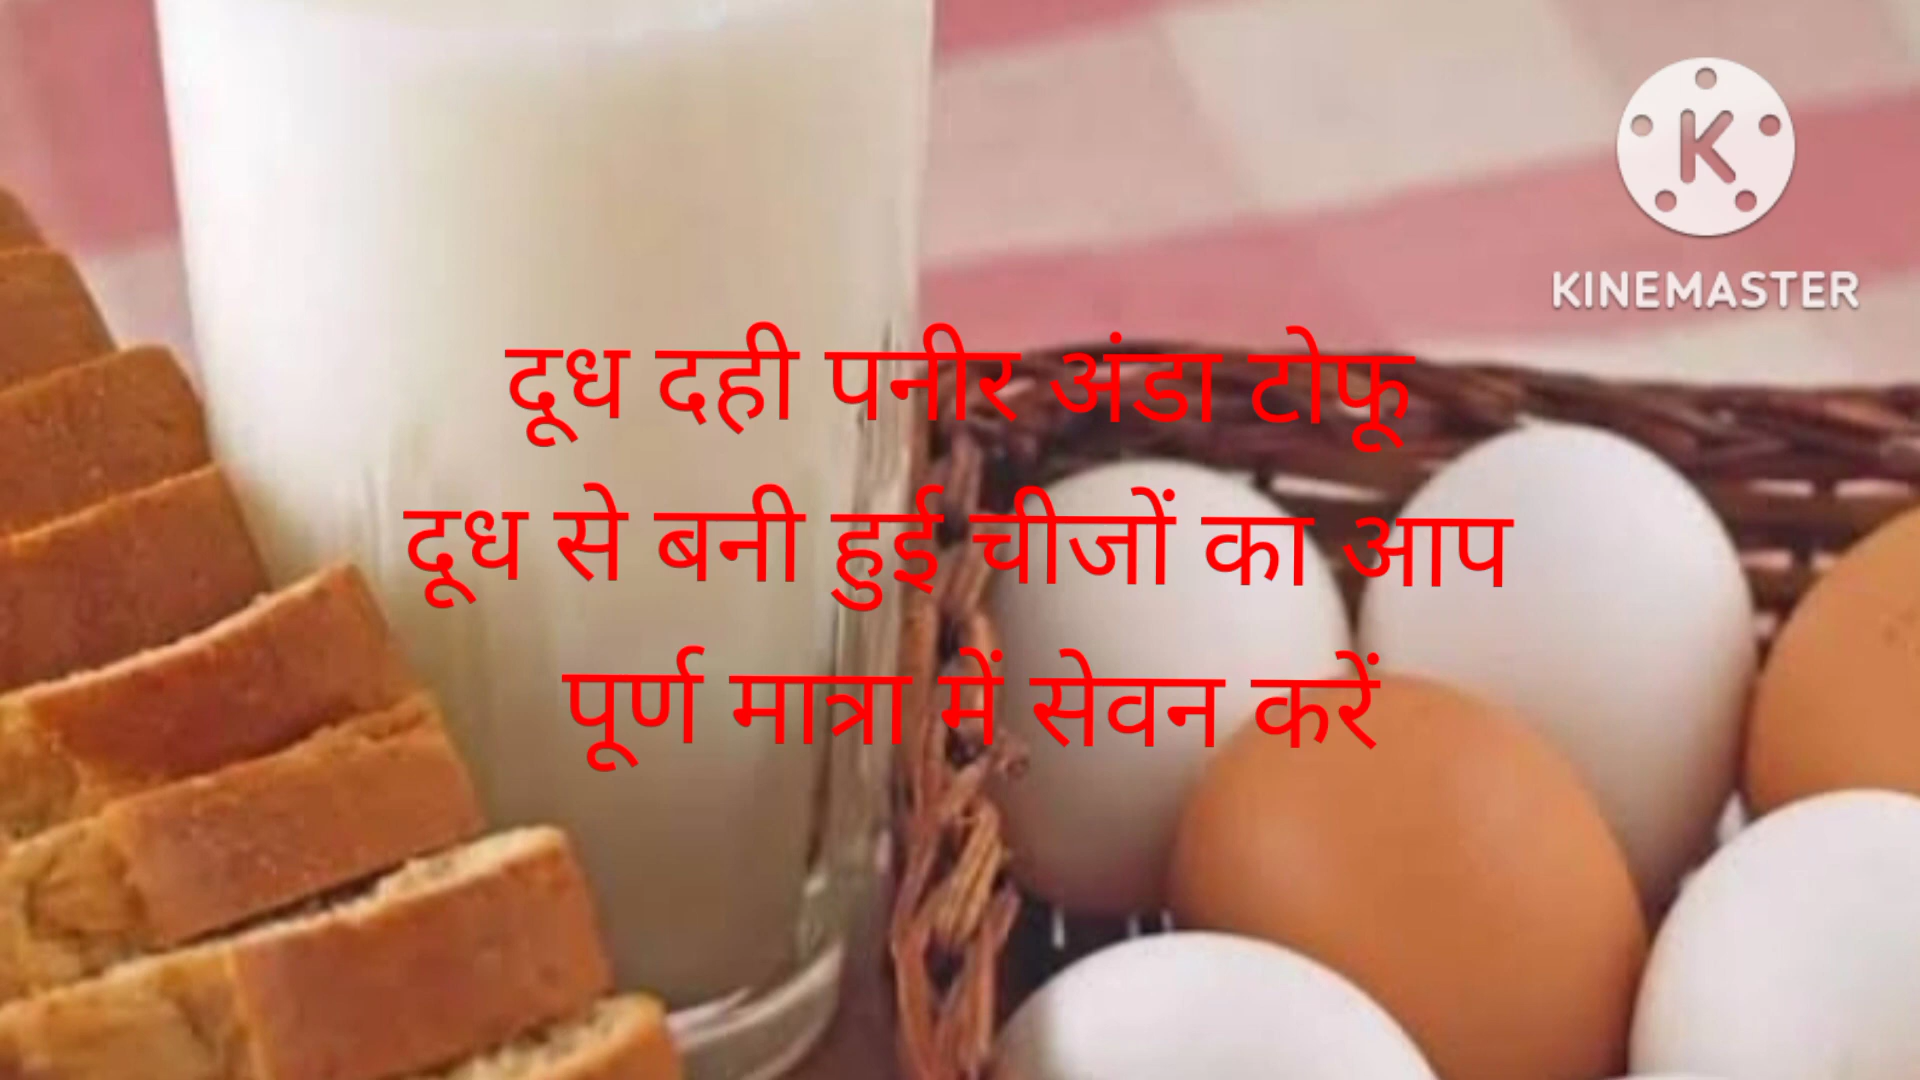 KINEMASTER
दूध दही पनीर अंडा टोफू
दूध से बनी हुई चीजों का आप
पूर्ण मात्रा में सेवन करें